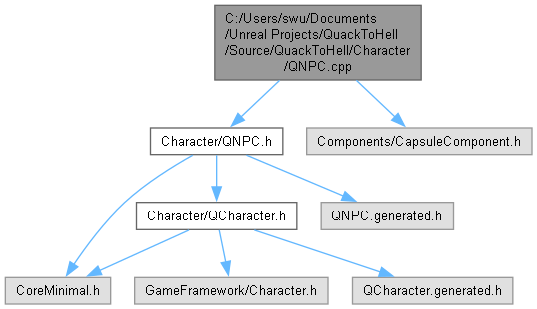 C:/Users/swu/Documents
/Unreal Projects/QuackToHell
/Source/QuackToHell/Character
/QNPC.cpp
Character/QNPC.h
Components/CapsuleComponent.h
Character/QCharacter.h
QNPC.generated.h
CoreMinimal.h
GameFramework/Character.h
QCharacter.generated.h